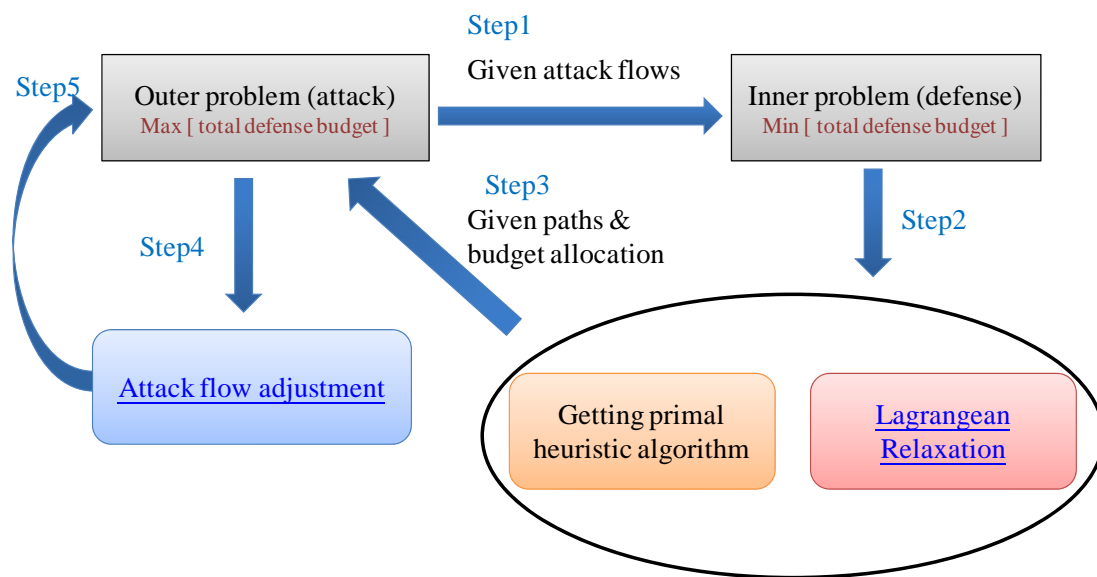 Step1
Given attack flows
Step5
Outer problem (attack)
Max [ total defense budget ]
Inner problem (defense)
Min [ total defense budget ]
Step3
Given paths &
budget allocation
Step4
Step2
Attack flow adjustment
Getting primal
heuristic algorithm
Lagrangean
Relaxation